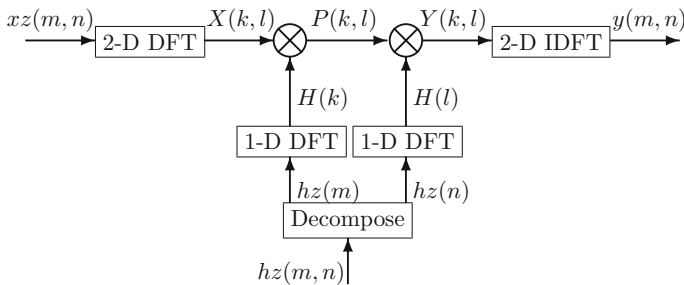 xz(m, n) X(k, l) P(k, l) Y(k, l) y(m, n)
2-D DFT 2-D IDFT
H(k) H(l)
1-D DFT 1-D DFT
hz(m) hz(n)
Decompose
hz(m, n)